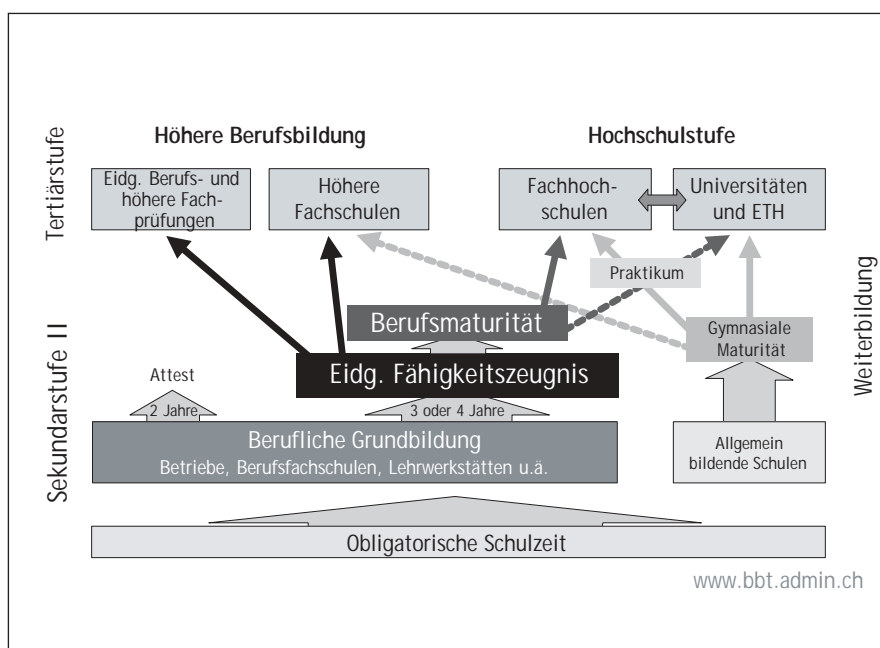 Höhere Berufsbildung
Hochschulstufe
Tertiärstufe
Eidg. Berufs- und
höhere Fach-
prüfungen
Höhere
Fachschulen
Fachhoch-
schulen
Universitäten
und ETH
Praktikum
Berufsmaturität
Gymnasiale
Maturität
Weiterbildung
Sekundarstufe II
Eidg. Fähigkeitszeugnis
Attest
2 Jahre
3 oder 4 Jahre
Berufliche Grundbildung
Betriebe, Berufsfachschulen, Lehrwerkstätten u.ä.
Allgemein
bildende Schulen
Obligatorische Schulzeit
www.bbt.admin.ch